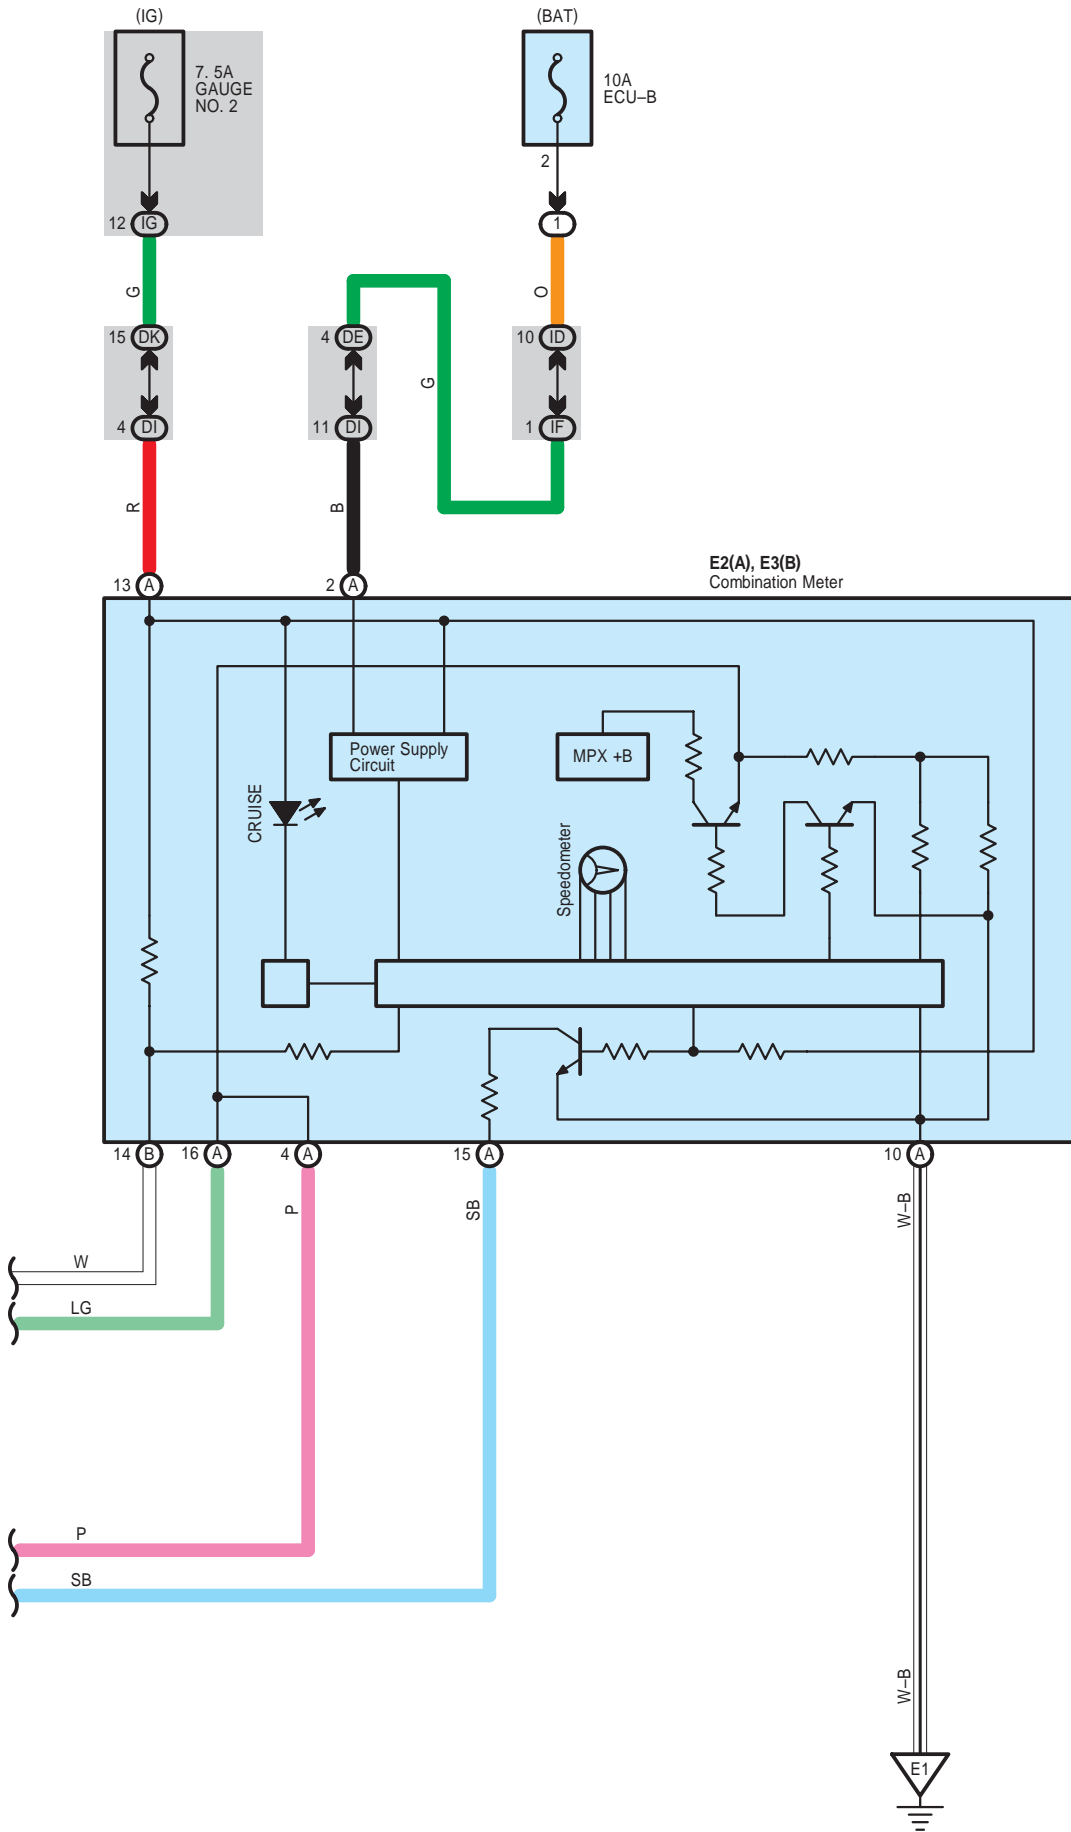 (IG)
(BAT)
7. 5A
GAUGE
NO. 2
10A
ECU–B
2
12 IG
1
G
O
15 DK
4 DE
10 ID
G
4 DI
11 DI
1 IF
R
B
E2(A), E3(B)
Combination Meter
13 A
2 A
Power Supply
Circuit
MPX +B
CRUISE
Speedometer
14 B
16 A
4 A
15 A
10 A
P
SB
W–B
W
LG
P
SB
W–B
E1